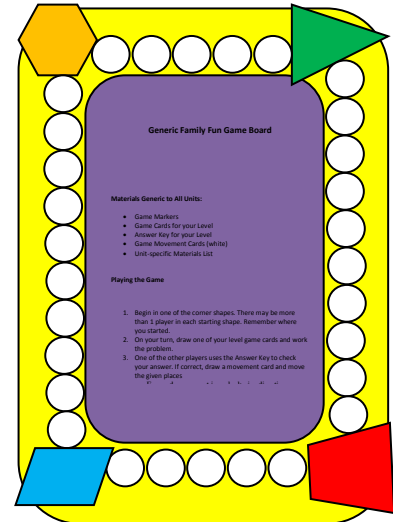 Generic Family Fun Game Board
Materials Generic to All Units:
• Game Markers
• Game Cards for your Level
• Answer Key for your Level
• Game Movement Cards (white)
• Unit-specific Materials List
Playing the Game
1. Begin in one of the corner shapes. There may be more
than 1 player in each starting shape. Remember where
you started.
2. On your turn, draw one of your level game cards and work
the problem.
3. One of the other players uses the Answer Key to check
your answer. If correct, draw a movement card and move
the given places